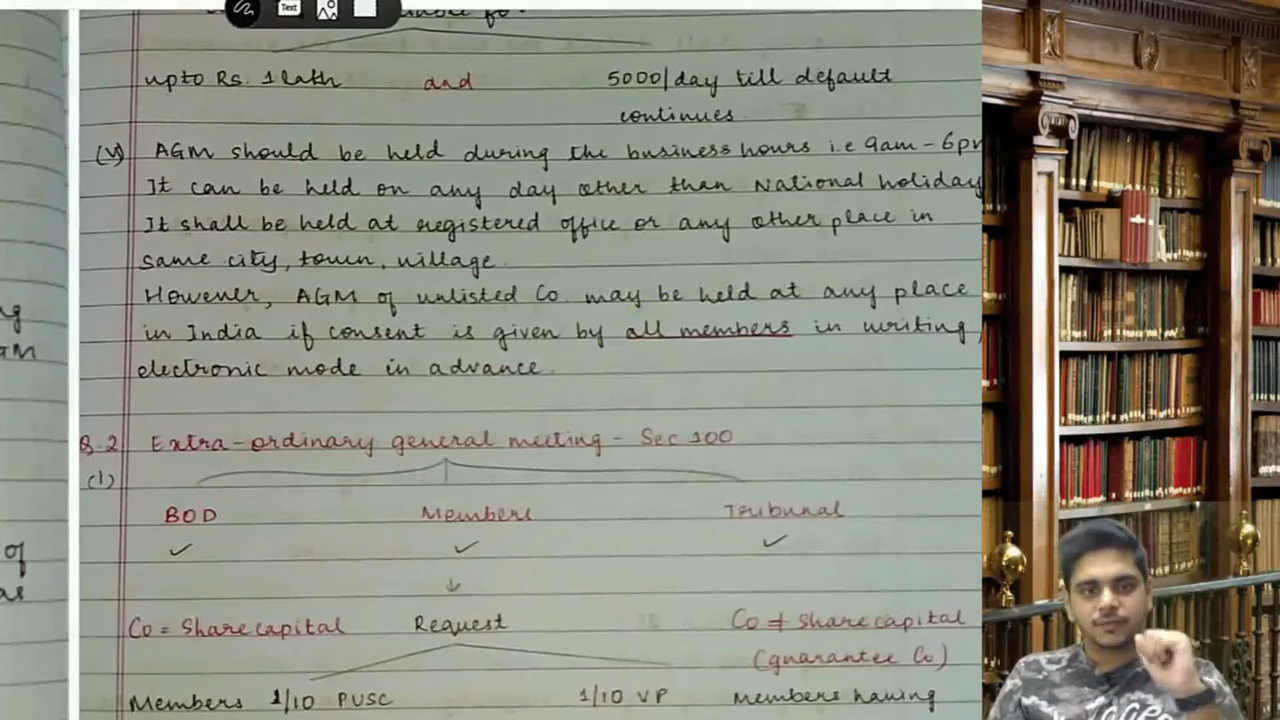 Text
upto Rs. 1 lakh and 5000/day till default
continues.
(V) AGM should be held during the business hours i.e 9am - 6pm
It can be held on any day other than National holiday
It shall be held at registered office or any other place in
same city, town, village.
However, AGM of unlisted Co. may be held at any place
in India if consent is given by all members in writing,
electronic mode in advance.
Q.2 Extra-ordinary general meeting - Sec 100
(1)
BOD Members Tribunal
Co = Share capital Request Co ≠ share capital
(guarantee Co)
Members 1/10 PUSC 1/10 VP Members having
of